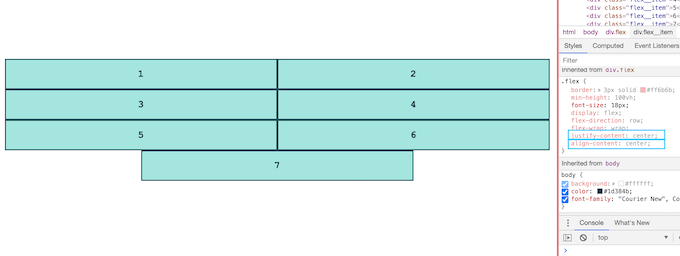 1
2
3
4
5
6
7
<div class="flex__item">5<
<div class="flex__item">6<
<div class="flex__item">7<
html body div.flex div.flex__item
Styles Computed Event Listeners
Filter
Inherited from div.flex
.flex {
border: 3px solid #ff6b6b;
min-height: 100vh;
font-size: 18px;
display: flex;
flex-direction: row;
flex-wrap: wrap;
justify-content: center;
align-content: center;
}
Inherited from body
body {
background: #ffffff;
color: #1d384b;
font-family: "Courier New", Co
}
Console What's New
top